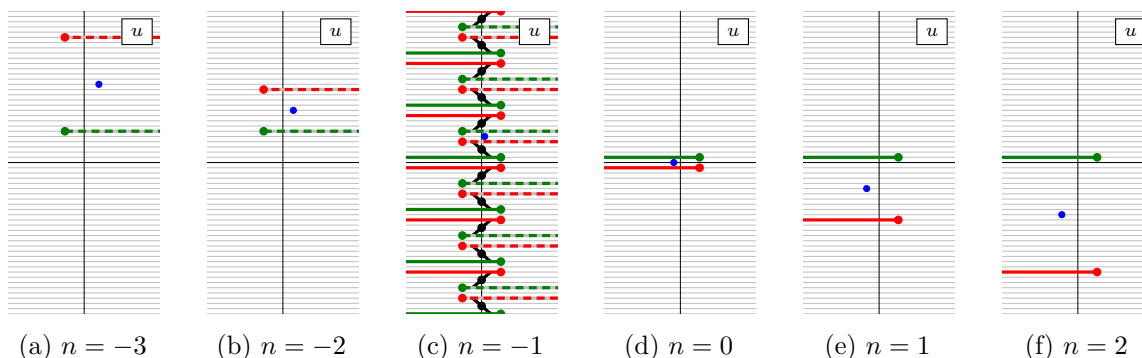 u u u u u u
(a) n = −3 (b) n = −2 (c) n = −1 (d) n = 0 (e) n = 1 (f) n = 2